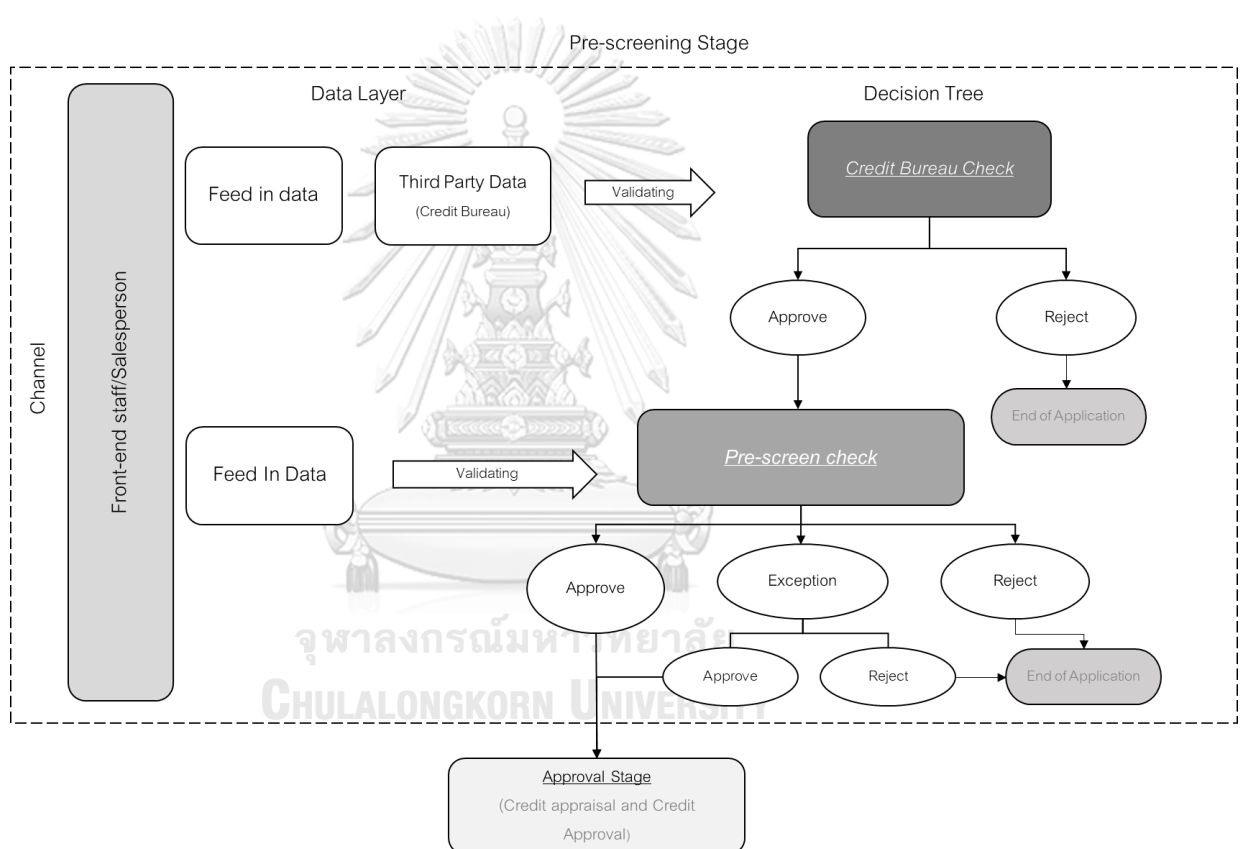 Pre-screening Stage
Data Layer
Decision Tree
Channel
Front-end staff/Salesperson
Feed in data
Third Party Data
(Credit Bureau)
Validating
Credit Bureau Check
Approve
Reject
End of Application
Feed In Data
Validating
Pre-screen check
Approve
Exception
Reject
Approve
Reject
End of Application
จุฬาลงกรณ์มหาวิทยาลัย
CHULALONGKORN UNIVERSITY
Approval Stage
(Credit appraisal and Credit
Approval)